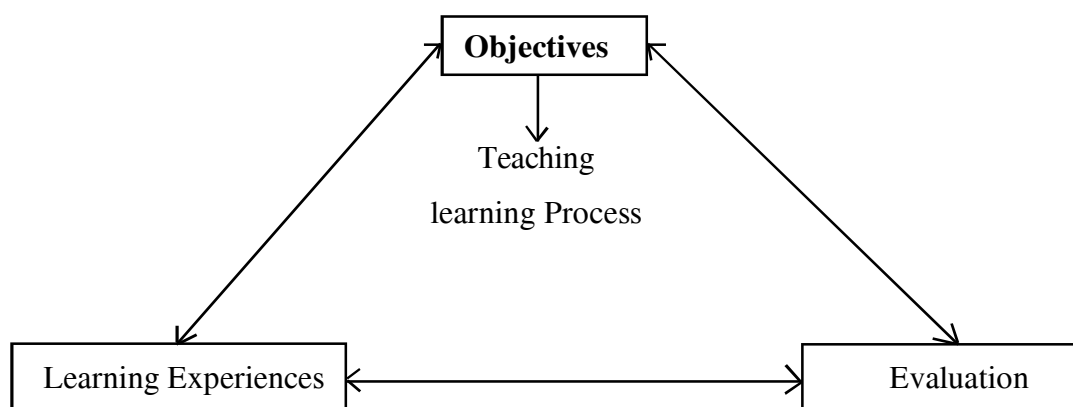 Objectives
Teaching
learning Process
Learning Experiences
Evaluation